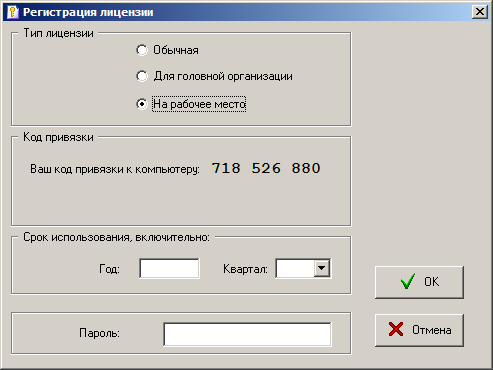 Регистрация лицензии
Тип лицензии
Обычная
Для головной организации
На рабочее место
Код привязки
Ваш код привязки к компьютеру: 718 526 880
Срок использования, включительно:
Год: Квартал:
OK
Пароль:
Отмена